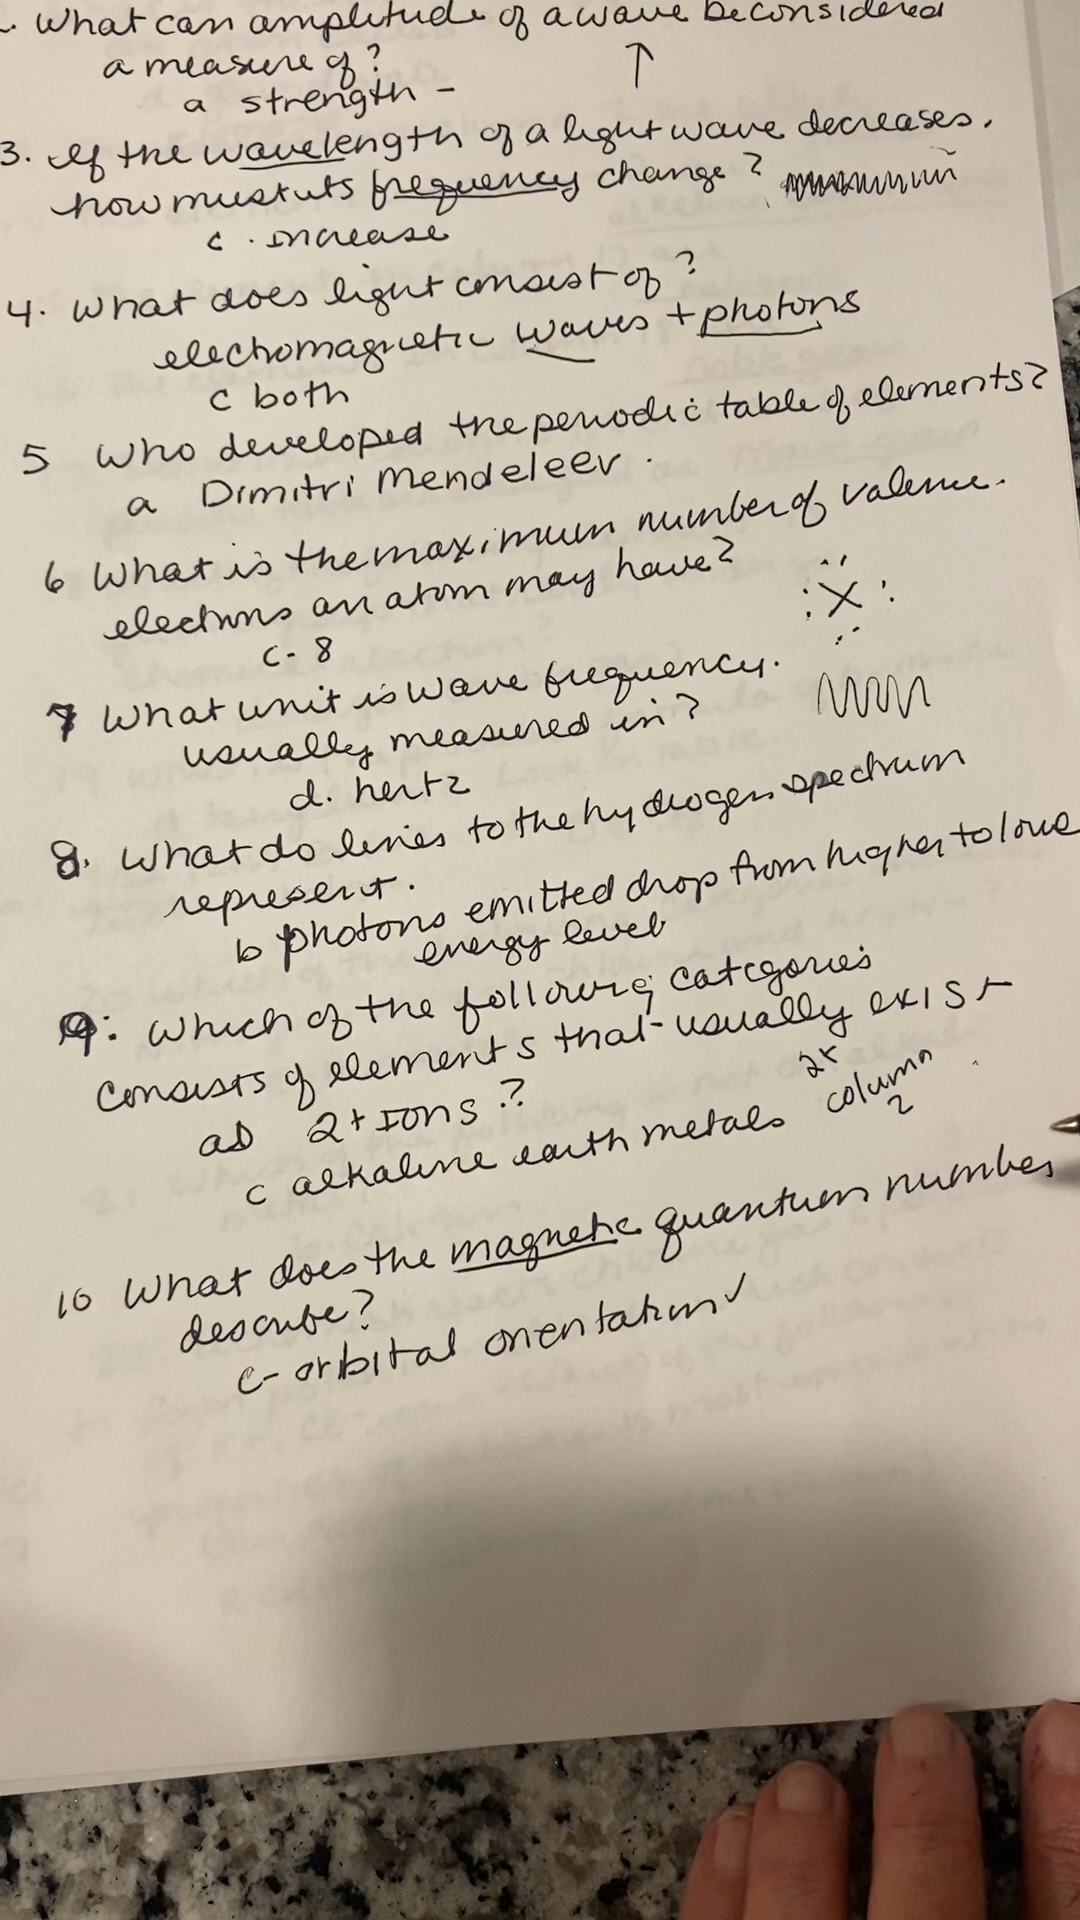 . What can amplitude of a wave be considered
a measure of?
a strength -
3. If the wavelength of a light wave decreases.
how must its frequency change?
c. increase
4. What does light consist of?
electromagnetic waves + photons
c both
5 Who developed the periodic table of elements?
a Dimitri Mendeleev.
6 What is the maximum number of valence.
electrons an atom may have?
:X:
c- 8
7 What unit is wave frequency.
usually measured in?
d. hertz
8. What do lines to the hydrogen spectrum
represent.
b photons emitted drop from higher to lowe
energy level
9: Which of the following categories
consists of elements that usually exist
as 2+ Ions?
c alkaline earth metals
2+
column
2
10 What does the magnetic quantum number
describe?
c- orbital orientation ✓